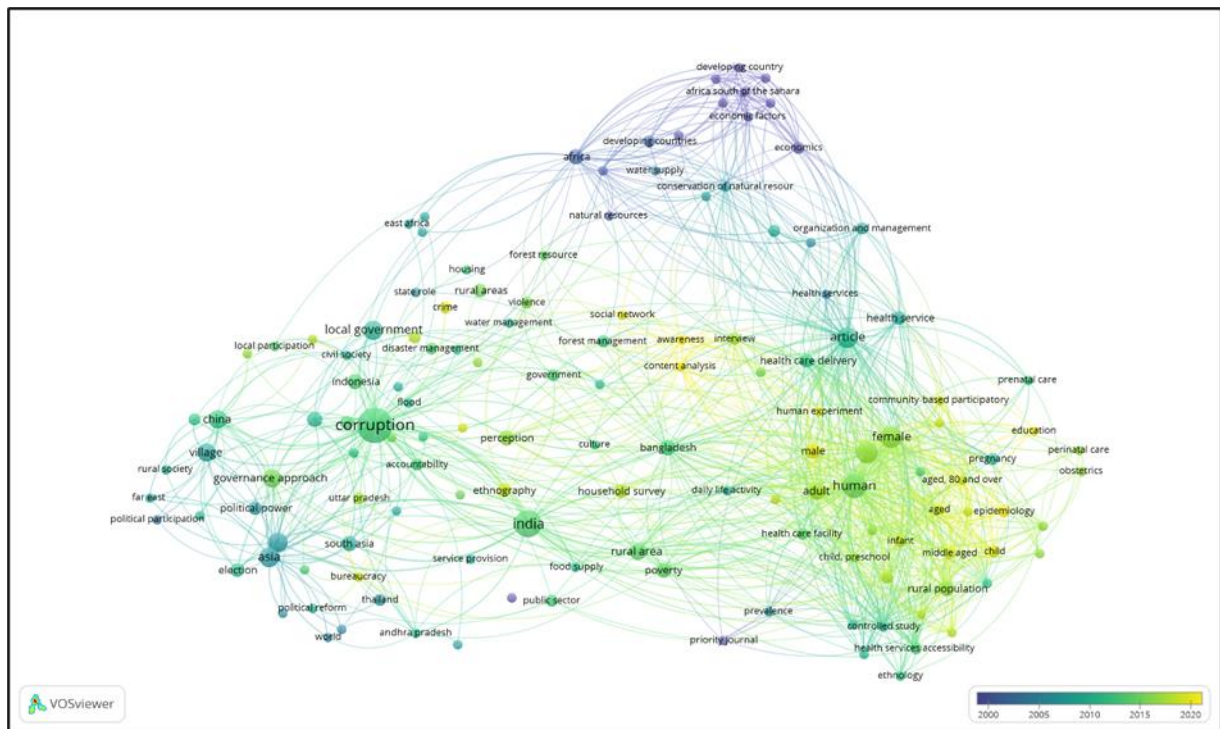 developing country
africa south of the sahara
economic factors
developing countries
economics
africa
water supply
conservation of natural resour
natural resources
east africa
organization and management
forest resource
housing
state role
rural areas
health services
crime
violence
social network
health service
local government
water management
article
local participation
civil society
disaster management
forest management
awareness
interview
content analysis
health care delivery
indonesia
government
prenatal care
flood
community-based participatory
china
corruption
human experiment
education
perception
culture
bangladesh
female
village
male
perinatal care
pregnancy
rural society
accountability
obstetrics
governance approach
aged, 80 and over
far east
uttar pradesh
ethnography
household survey
daily life activity
adult
human
political participation
political power
aged
epidemiology
india
health care facility
asia
south asia
infant
election
service provision
rural area
child, preschool
middle aged
child
bureaucracy
food supply
poverty
rural population
political reform
thailand
public sector
prevalence
world
andhra pradesh
priority journal
controlled study
health services accessibility
ethnology
VOSviewer
2000 2005 2010 2015 2020